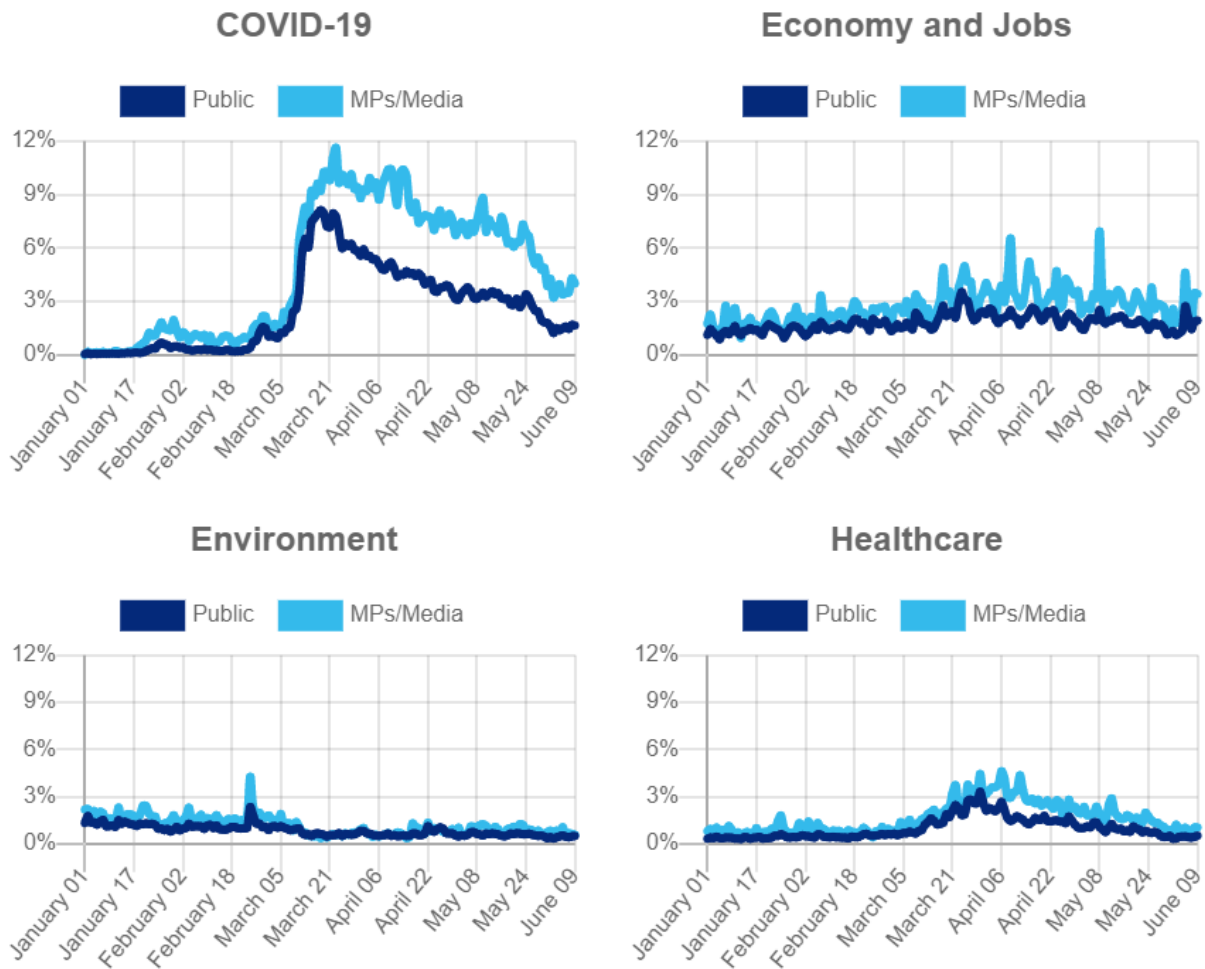 COVID-19
Public MPs/Media
12%
9%
6%
3%
0%
January 01
January 17
February 02
February 18
March 05
March 21
April 06
April 22
May 08
May 24
June 09
Economy and Jobs
Public MPs/Media
12%
9%
6%
3%
0%
January 01
January 17
February 02
February 18
March 05
March 21
April 06
April 22
May 08
May 24
June 09
Environment
Public MPs/Media
12%
9%
6%
3%
0%
January 01
January 17
February 02
February 18
March 05
March 21
April 06
April 22
May 08
May 24
June 09
Healthcare
Public MPs/Media
12%
9%
6%
3%
0%
January 01
January 17
February 02
February 18
March 05
March 21
April 06
April 22
May 08
May 24
June 09